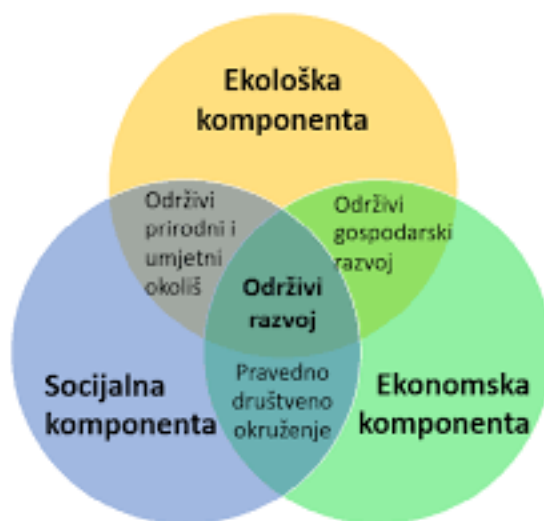 Ekološka
komponenta
Održivi
prirodni i
umjetni
okoliš
Održivi
gospodarski
razvoj
Održivi
razvoj
Socijalna
komponenta
Pravedno
društveno
okruženje
Ekonomska
komponenta